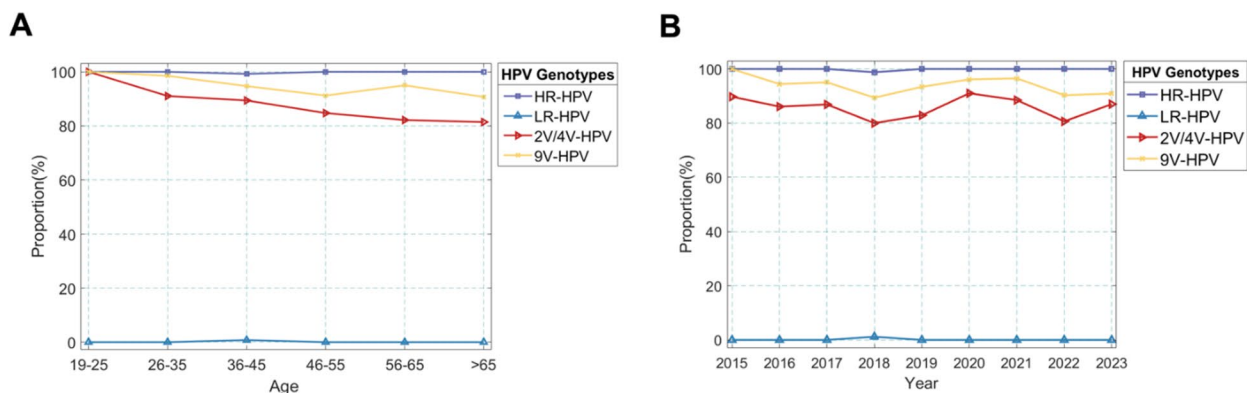 A
HPV Genotypes
HR-HPV
LR-HPV
2V/4V-HPV
9V-HPV
Proportion(%)
100
80
60
40
20
0
19-25 26-35 36-45 46-55 56-65 >65
Age
B
HPV Genotypes
HR-HPV
LR-HPV
2V/4V-HPV
9V-HPV
Proportion(%)
100
80
60
40
20
0
2015 2016 2017 2018 2019 2020 2021 2022 2023
Year